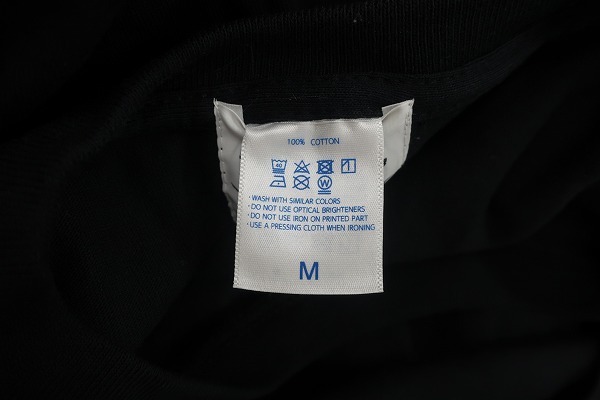 100% COTTON
40
W
・WASH WITH SIMILAR COLORS
・DO NOT USE OPTICAL BRIGHTENERS
・DO NOT USE IRON ON PRINTED PART
・USE A PRESSING CLOTH WHEN IRONING
M